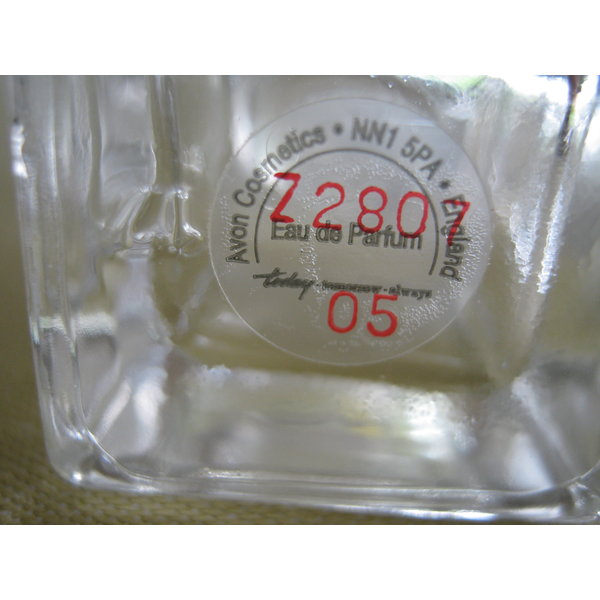 Avon Cosmetics • NN1 5PA • England
Z2807
Eau de Parfum
today · tomorrow · always
05